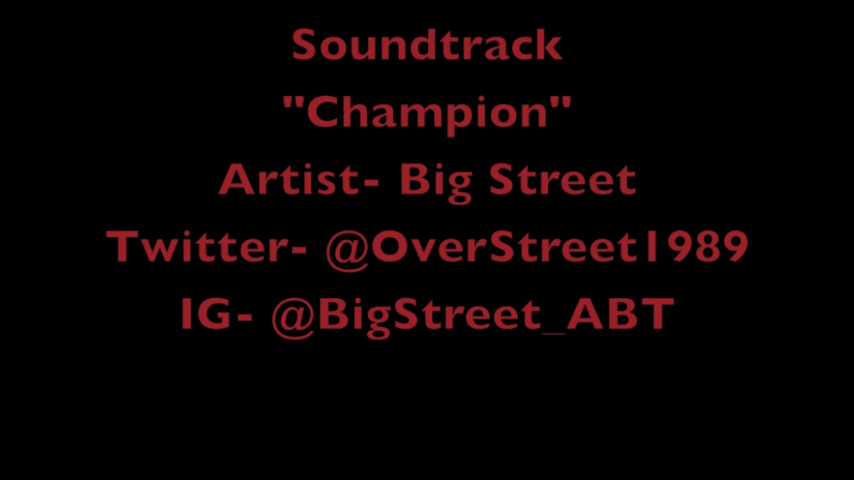 Soundtrack
"Champion"
Artist- Big Street
Twitter- @OverStreet1989
IG- @BigStreet_ABT